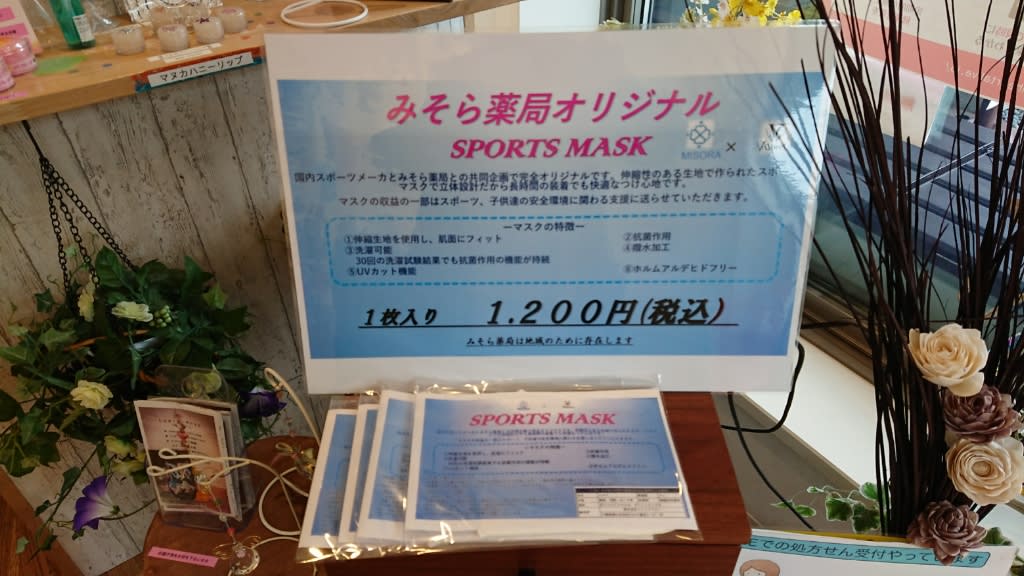 マヌカハニーリップ
みそら薬局オリジナル
SPORTS MASK
MISORA ×
国内スポーツメーカとみそら薬局との共同企画で完全オリジナルです。伸縮性のある生地で作られたスポ
マスクで立体設計だから長時間の装着でも快適なつけ心地です。
マスクの収益の一部はスポーツ、子供達の安全環境に関わる支援に送らせていただきます。
ーマスクの特徴ー
①伸縮生地を使用し、肌面にフィット ②抗菌作用
③洗濯可能 ④撥水加工
30回の洗濯試験結果でも抗菌作用の機能が持続
⑤UVカット機能 ⑥ホルムアルデヒドフリー
1枚入り 1.200円(税込)
みそら薬局は地域のために存在します
SPORTS MASK
での処方せん受付やっています